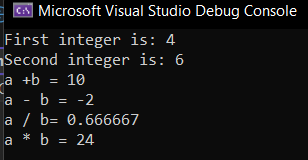 Microsoft Visual Studio Debug Console
First integer is: 4
Second integer is: 6
a +b = 10
a - b = -2
a / b= 0.666667
a * b = 24